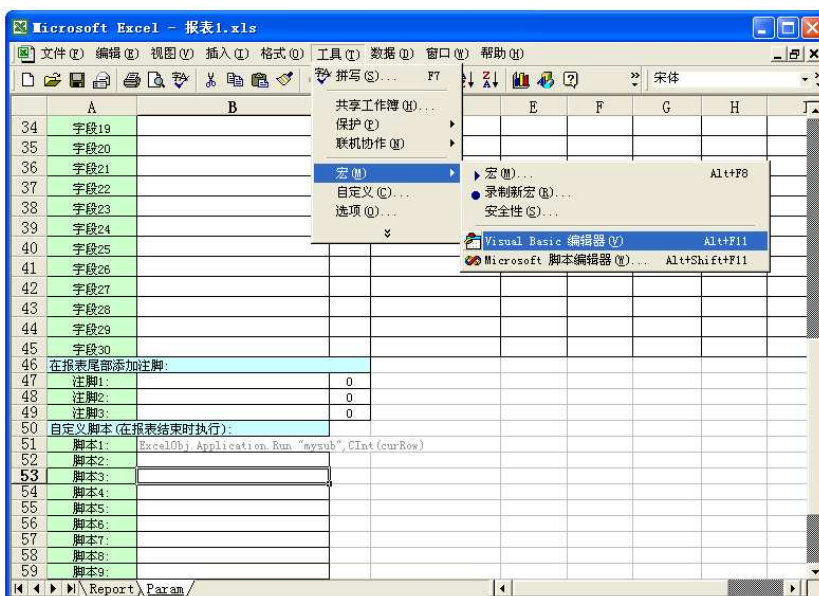 Microsoft Excel - 报表1.xls
文件(F) 编辑(E) 视图(V) 插入(I) 格式(O) 工具(T) 数据(D) 窗口(W) 帮助(H)
宋体
拼写(S)... F7
共享工作簿(H)...
保护(P)
联机协作(N)
宏(M)
自定义(C)...
选项(O)...
宏(M)... Alt+F8
录制新宏(R)...
安全性(S)...
Visual Basic 编辑器(V) Alt+F11
Microsoft 脚本编辑器(E)... Alt+Shift+F11
A B E F G H I
34 字段19
35 字段20
36 字段21
37 字段22
38 字段23
39 字段24
40 字段25
41 字段26
42 字段27
43 字段28
44 字段29
45 字段30
46 在报表尾部添加注脚:
47 注脚1: 0
48 注脚2: 0
49 注脚3: 0
50 自定义脚本(在报表结束时执行):
51 脚本1: ExcelObj.Application.Run "mysub",CInt(curRow)
52 脚本2:
53 脚本3:
54 脚本4:
55 脚本5:
56 脚本6:
57 脚本7:
58 脚本8:
59 脚本9:
Report Param